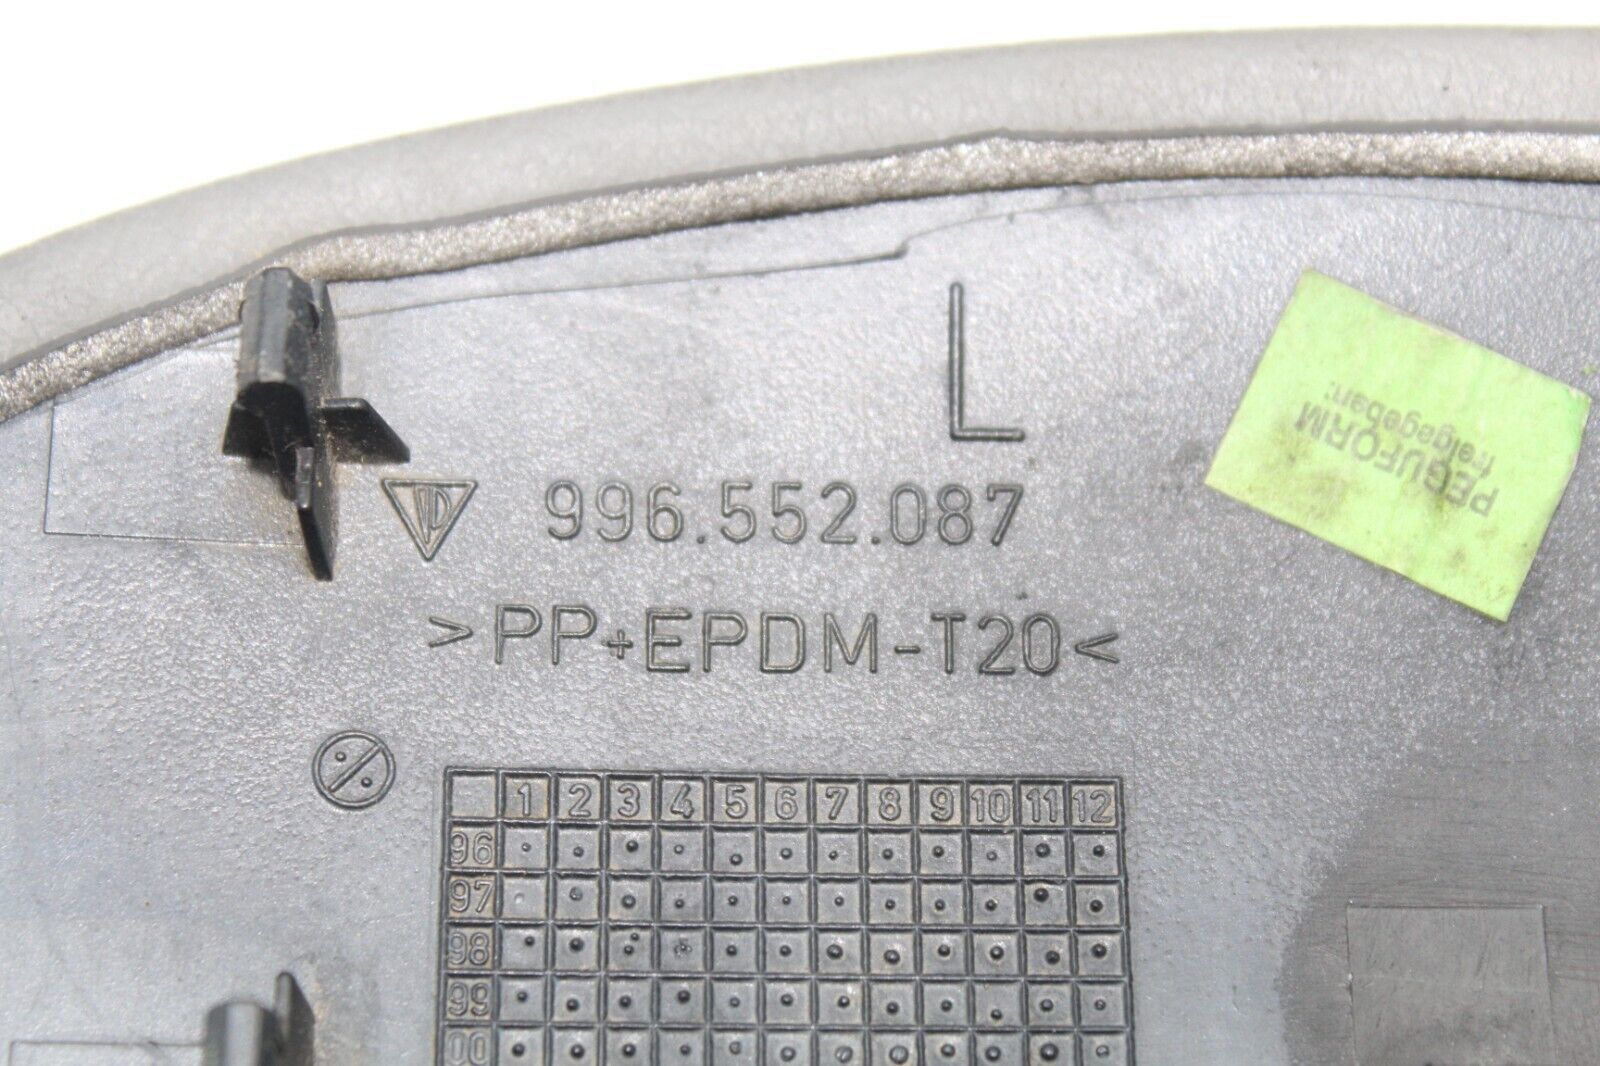 L
996.552.087
>PP+EPDM-T20<
PEGUFORM
freigegeben:
1 2 3 4 5 6 7 8 9 10 11 12
96
97
98
99
00